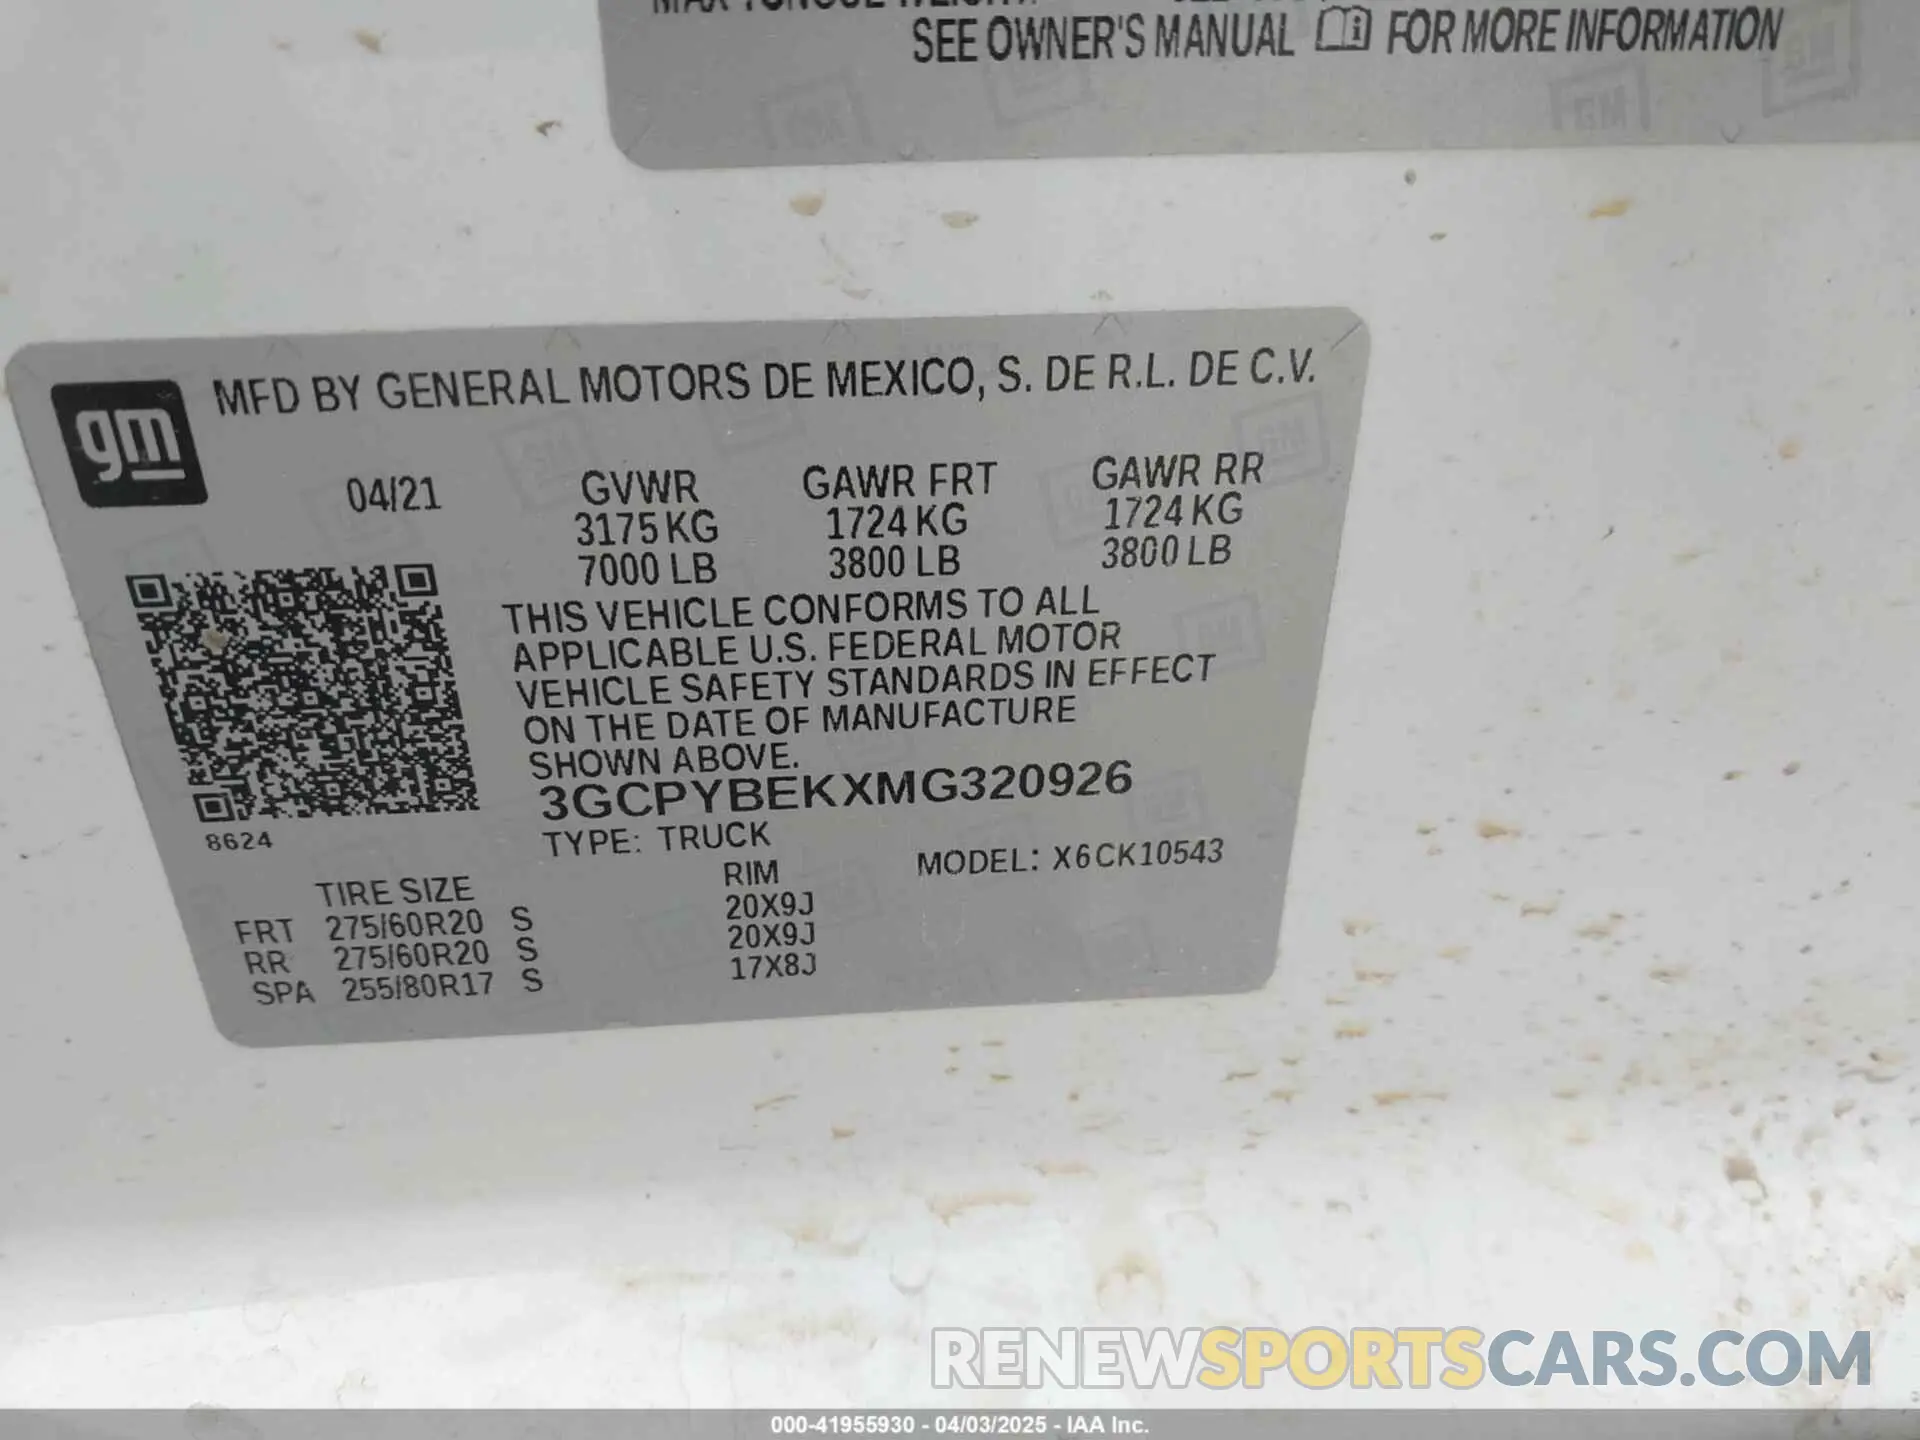 SEE OWNER'S MANUAL FOR MORE INFORMATION
gm
MFD BY GENERAL MOTORS DE MEXICO, S. DE R.L. DE C.V.
04/21 GVWR GAWR FRT GAWR RR
3175 KG 1724 KG 1724 KG
7000 LB 3800 LB 3800 LB
THIS VEHICLE CONFORMS TO ALL
APPLICABLE U.S. FEDERAL MOTOR
VEHICLE SAFETY STANDARDS IN EFFECT
ON THE DATE OF MANUFACTURE
SHOWN ABOVE.
3GCPYBEKXMG320926
8624
TYPE: TRUCK MODEL: X6CK10543
TIRE SIZE RIM
FRT 275/60R20 S 20X9J
RR 275/60R20 S 20X9J
SPA 255/80R17 S 17X8J
RENEWSPORTSCARS.COM
000-41955930 - 04/03/2025 - IAA Inc.